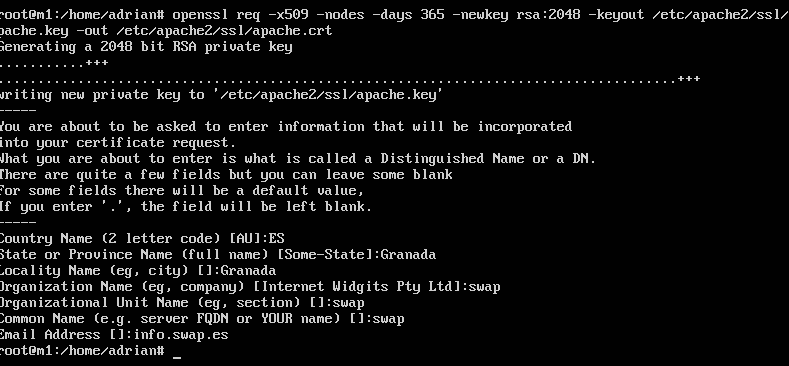 root@m1:/home/adrian# openssl req -x509 -nodes -days 365 -newkey rsa:2048 -keyout /etc/apache2/ssl/
apache.key -out /etc/apache2/ssl/apache.crt
Generating a 2048 bit RSA private key
...........+++
.....................................................................................+++
writing new private key to '/etc/apache2/ssl/apache.key'
-----
You are about to be asked to enter information that will be incorporated
into your certificate request.
What you are about to enter is what is called a Distinguished Name or a DN.
There are quite a few fields but you can leave some blank
For some fields there will be a default value,
If you enter '.', the field will be left blank.
-----
Country Name (2 letter code) [AU]:ES
State or Province Name (full name) [Some-State]:Granada
Locality Name (eg, city) []:Granada
Organization Name (eg, company) [Internet Widgits Pty Ltd]:swap
Organizational Unit Name (eg, section) []:swap
Common Name (e.g. server FQDN or YOUR name) []:swap
Email Address []:info.swap.es
root@m1:/home/adrian# _